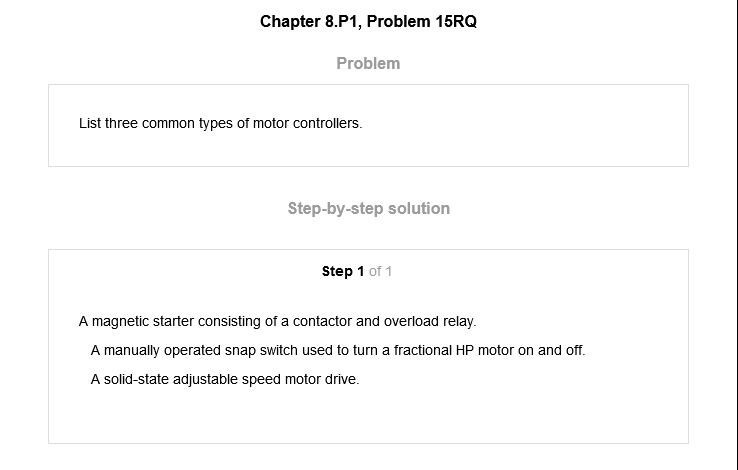 Chapter 8.P1, Problem 15RQ
Problem
List three common types of motor controllers.
Step-by-step solution
Step 1 of 1
A magnetic starter consisting of a contactor and overload relay.
A manually operated snap switch used to turn a fractional HP motor on and off.
A solid-state adjustable speed motor drive.